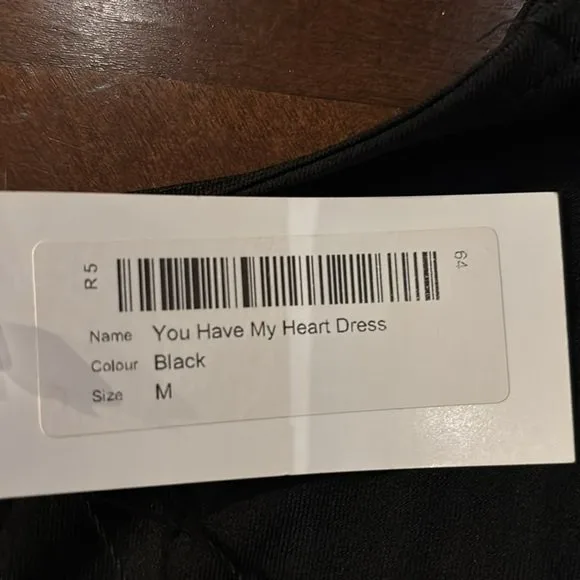 R5
64
Name You Have My Heart Dress
Colour Black
Size M